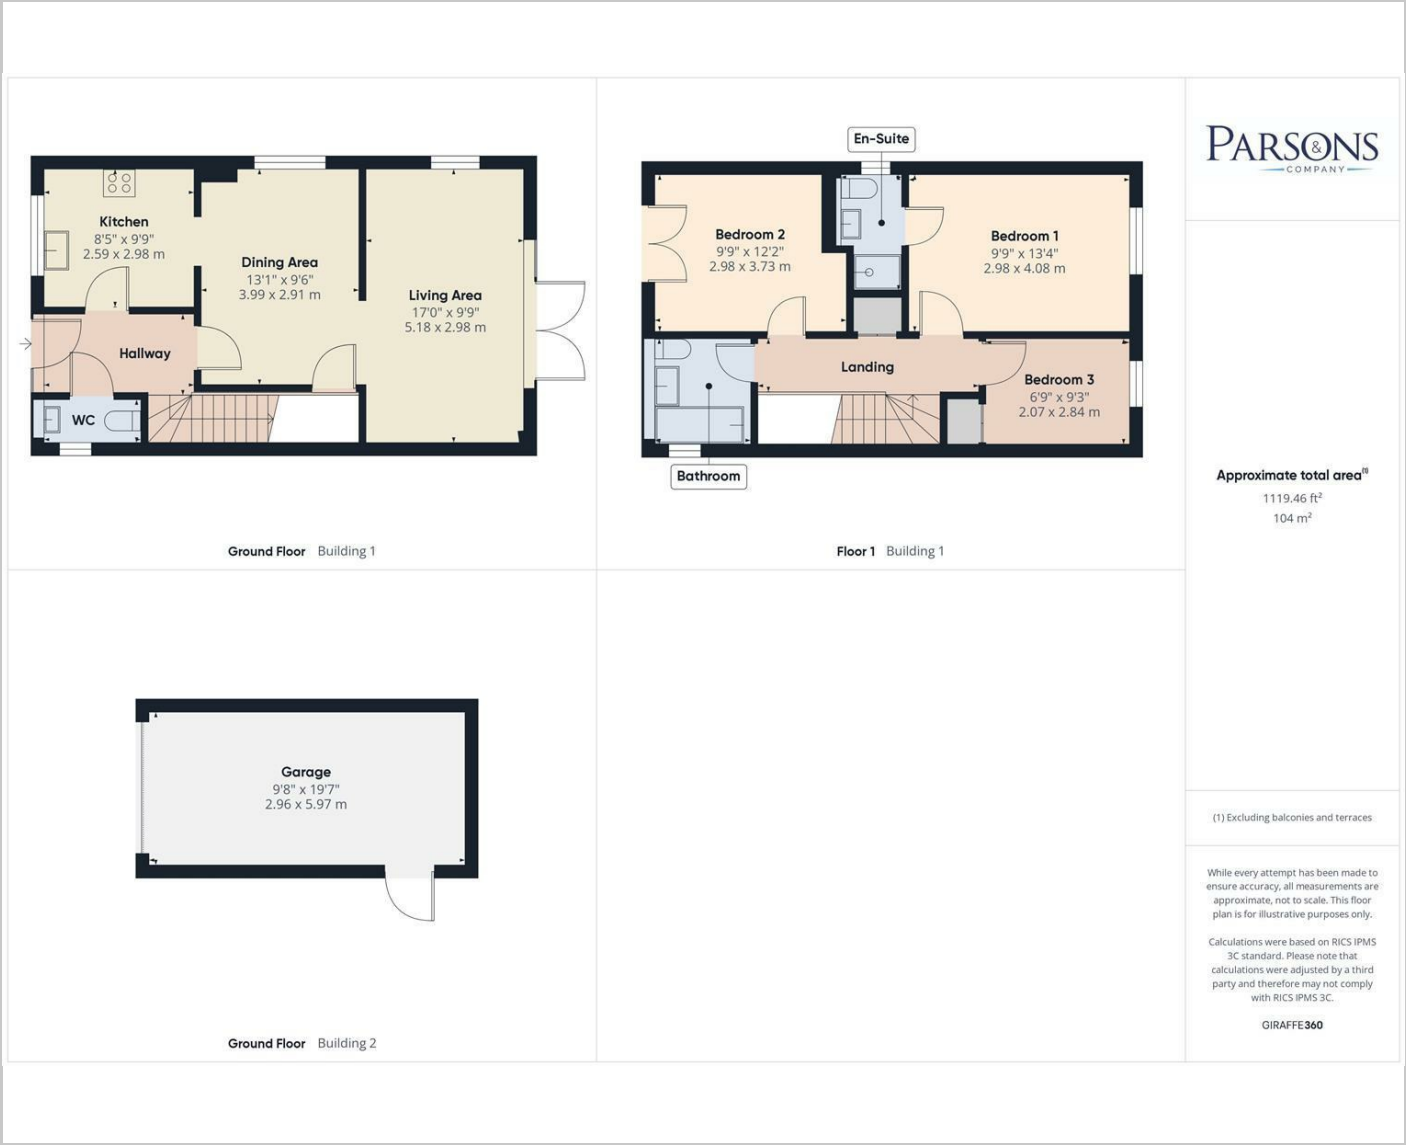 Kitchen
8'5" x 9'9"
2.59 x 2.98 m
Dining Area
13'1" x 9'6"
3.99 x 2.91 m
Living Area
17'0" x 9'9"
5.18 x 2.98 m
Hallway
WC
Ground Floor Building 1
En-Suite
Bedroom 2
9'9" x 12'2"
2.98 x 3.73 m
Bedroom 1
9'9" x 13'4"
2.98 x 4.08 m
Landing
Bedroom 3
6'9" x 9'3"
2.07 x 2.84 m
Bathroom
Floor 1 Building 1
Garage
9'8" x 19'7"
2.96 x 5.97 m
Ground Floor Building 2
PARSONS
&
COMPANY
Approximate total area(1)
1119.46 ft²
104 m²
(1) Excluding balconies and terraces
While every attempt has been made to
ensure accuracy, all measurements are
approximate, not to scale. This floor
plan is for illustrative purposes only.
Calculations were based on RICS IPMS
3C standard. Please note that
calculations were adjusted by a third
party and therefore may not comply
with RICS IPMS 3C.
GIRAFFE360